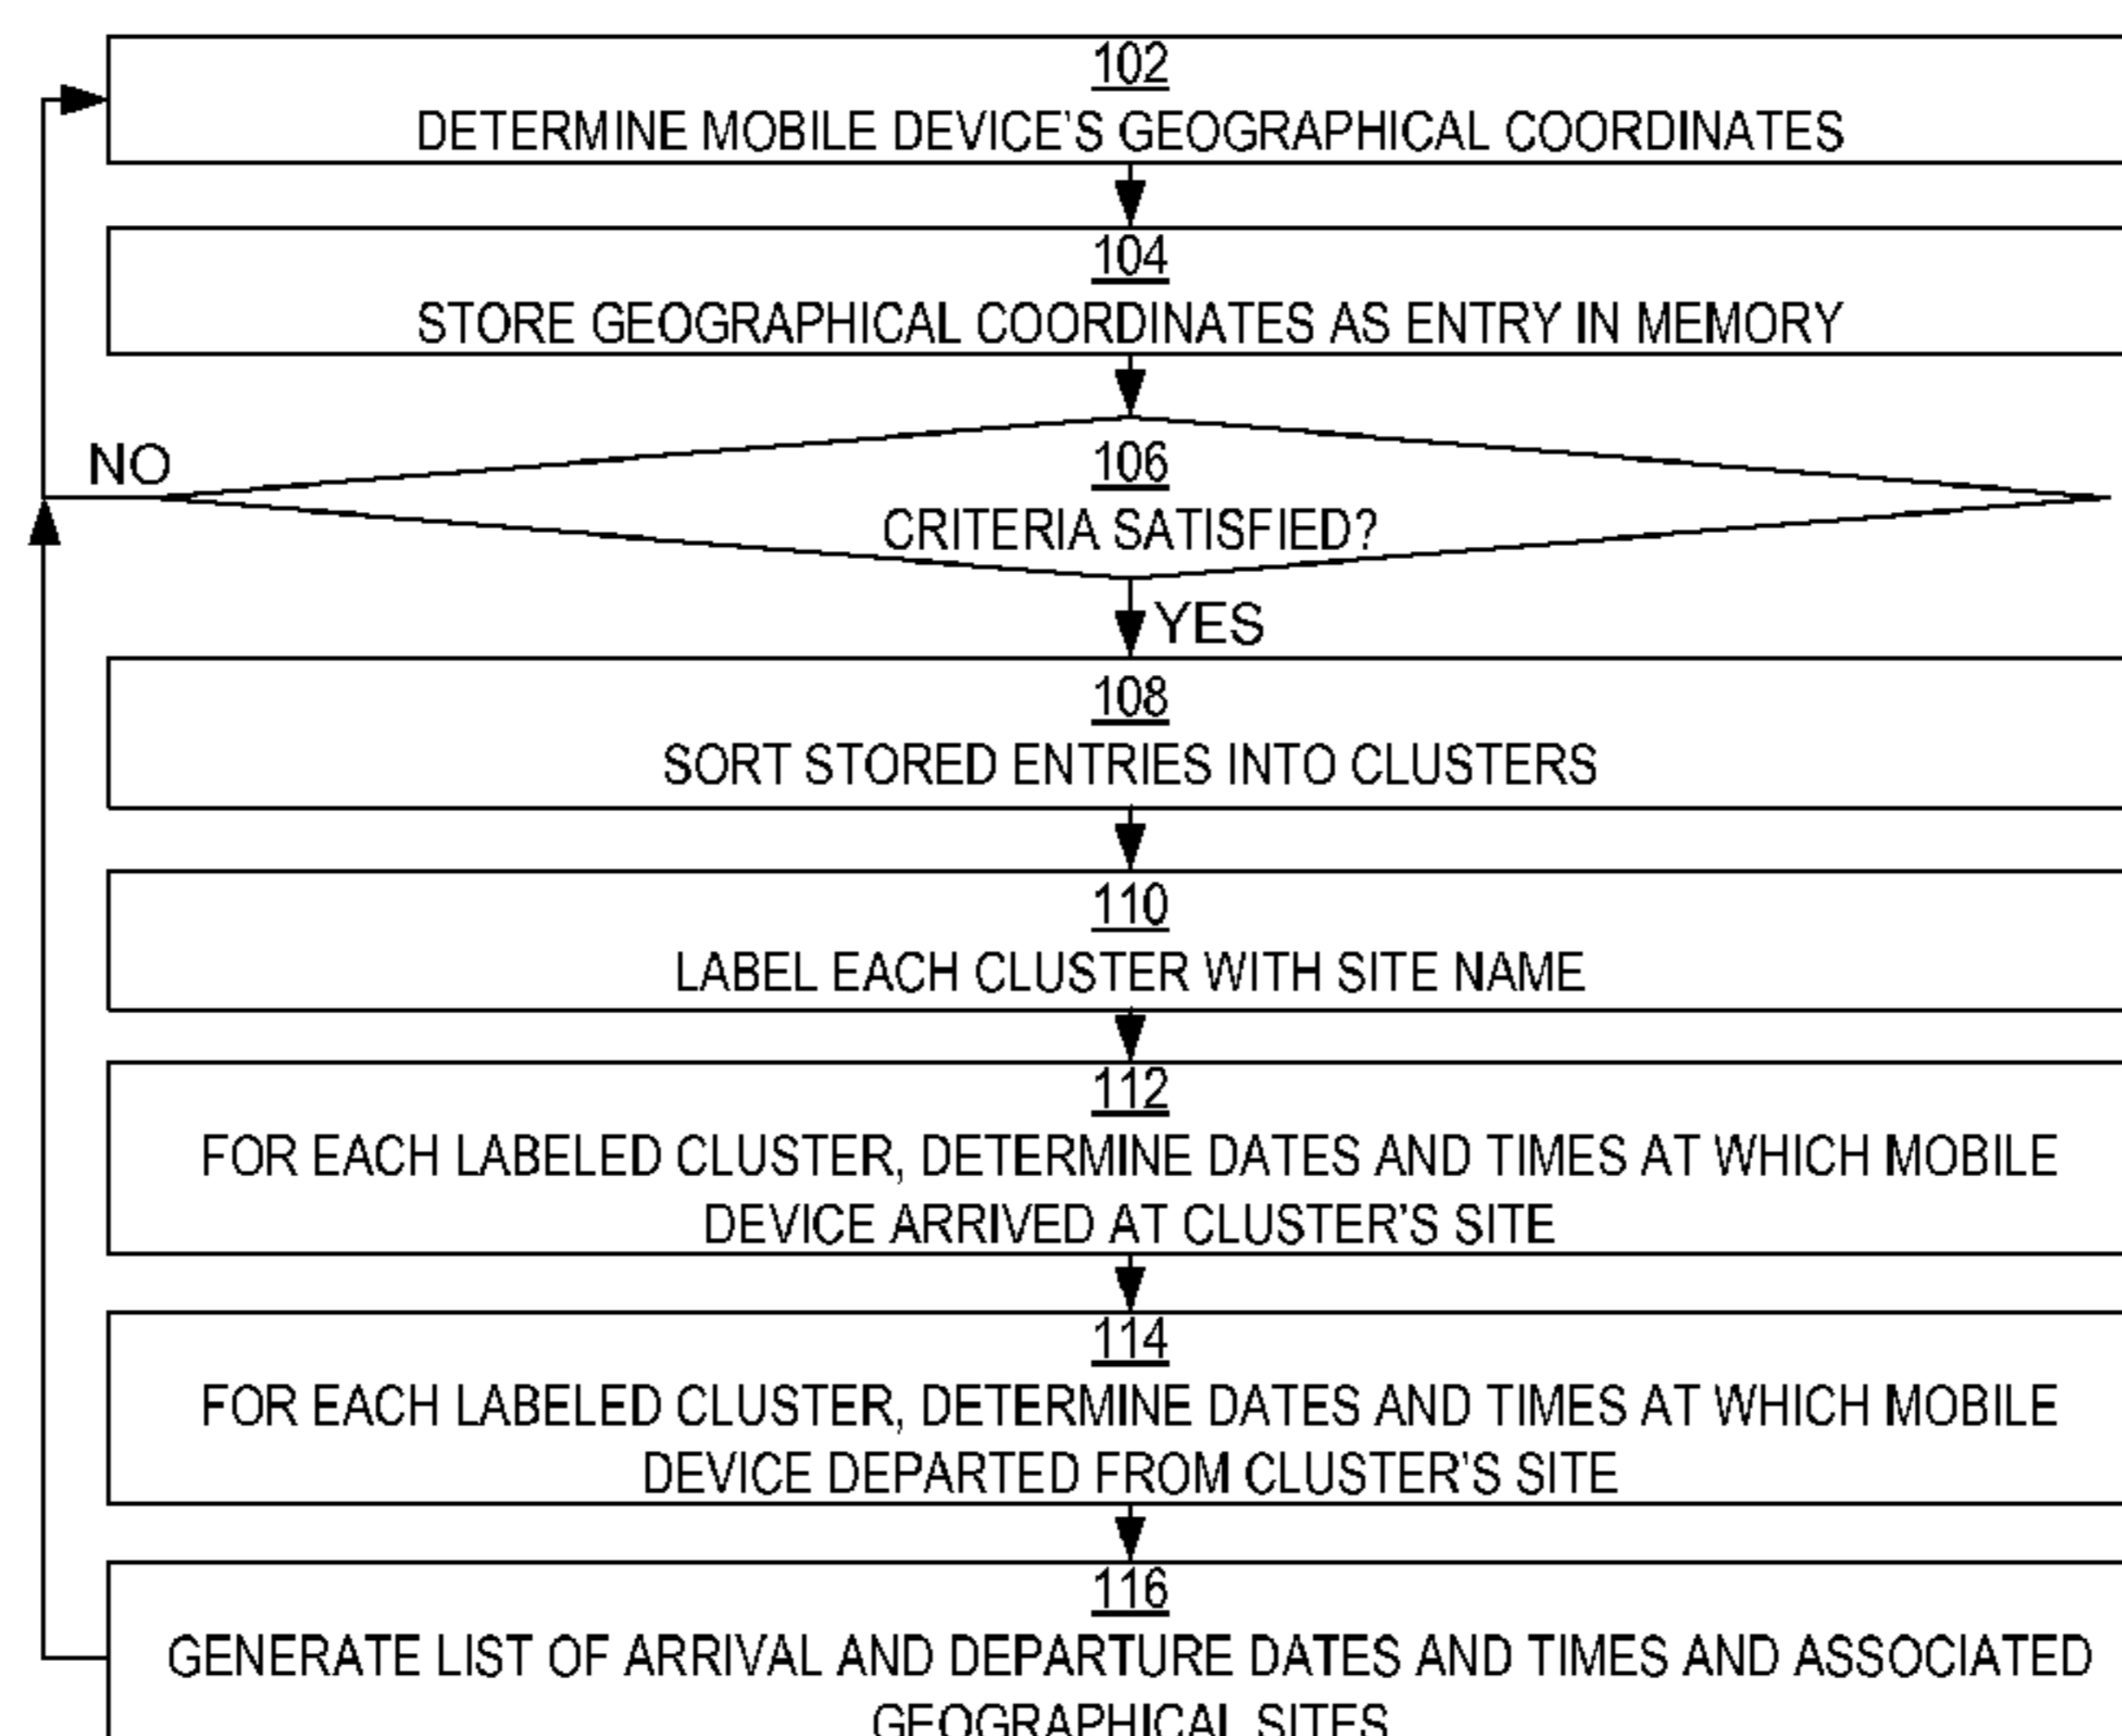 102
DETERMINE MOBILE DEVICE'S GEOGRAPHICAL COORDINATES
104
STORE GEOGRAPHICAL COORDINATES AS ENTRY IN MEMORY
NO
106
CRITERIA SATISFIED?
YES
108
SORT STORED ENTRIES INTO CLUSTERS
110
LABEL EACH CLUSTER WITH SITE NAME
112
FOR EACH LABELED CLUSTER, DETERMINE DATES AND TIMES AT WHICH MOBILE
DEVICE ARRIVED AT CLUSTER'S SITE
114
FOR EACH LABELED CLUSTER, DETERMINE DATES AND TIMES AT WHICH MOBILE
DEVICE DEPARTED FROM CLUSTER'S SITE
116
GENERATE LIST OF ARRIVAL AND DEPARTURE DATES AND TIMES AND ASSOCIATED
GEOGRAPHICAL SITES